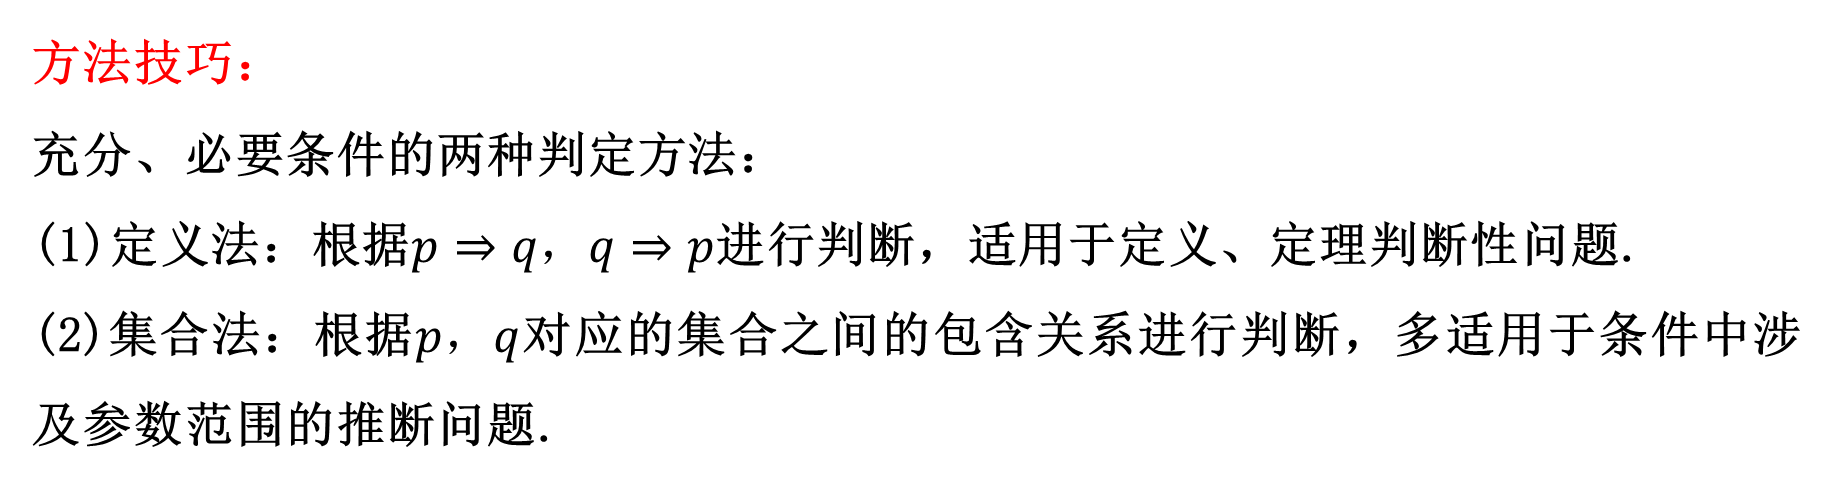 方法技巧：
充分、必要条件的两种判定方法：
(1)定义法：根据p ⇒ q，q ⇒ p进行判断，适用于定义、定理判断性问题.
(2)集合法：根据p，q对应的集合之间的包含关系进行判断，多适用于条件中涉
及参数范围的推断问题.